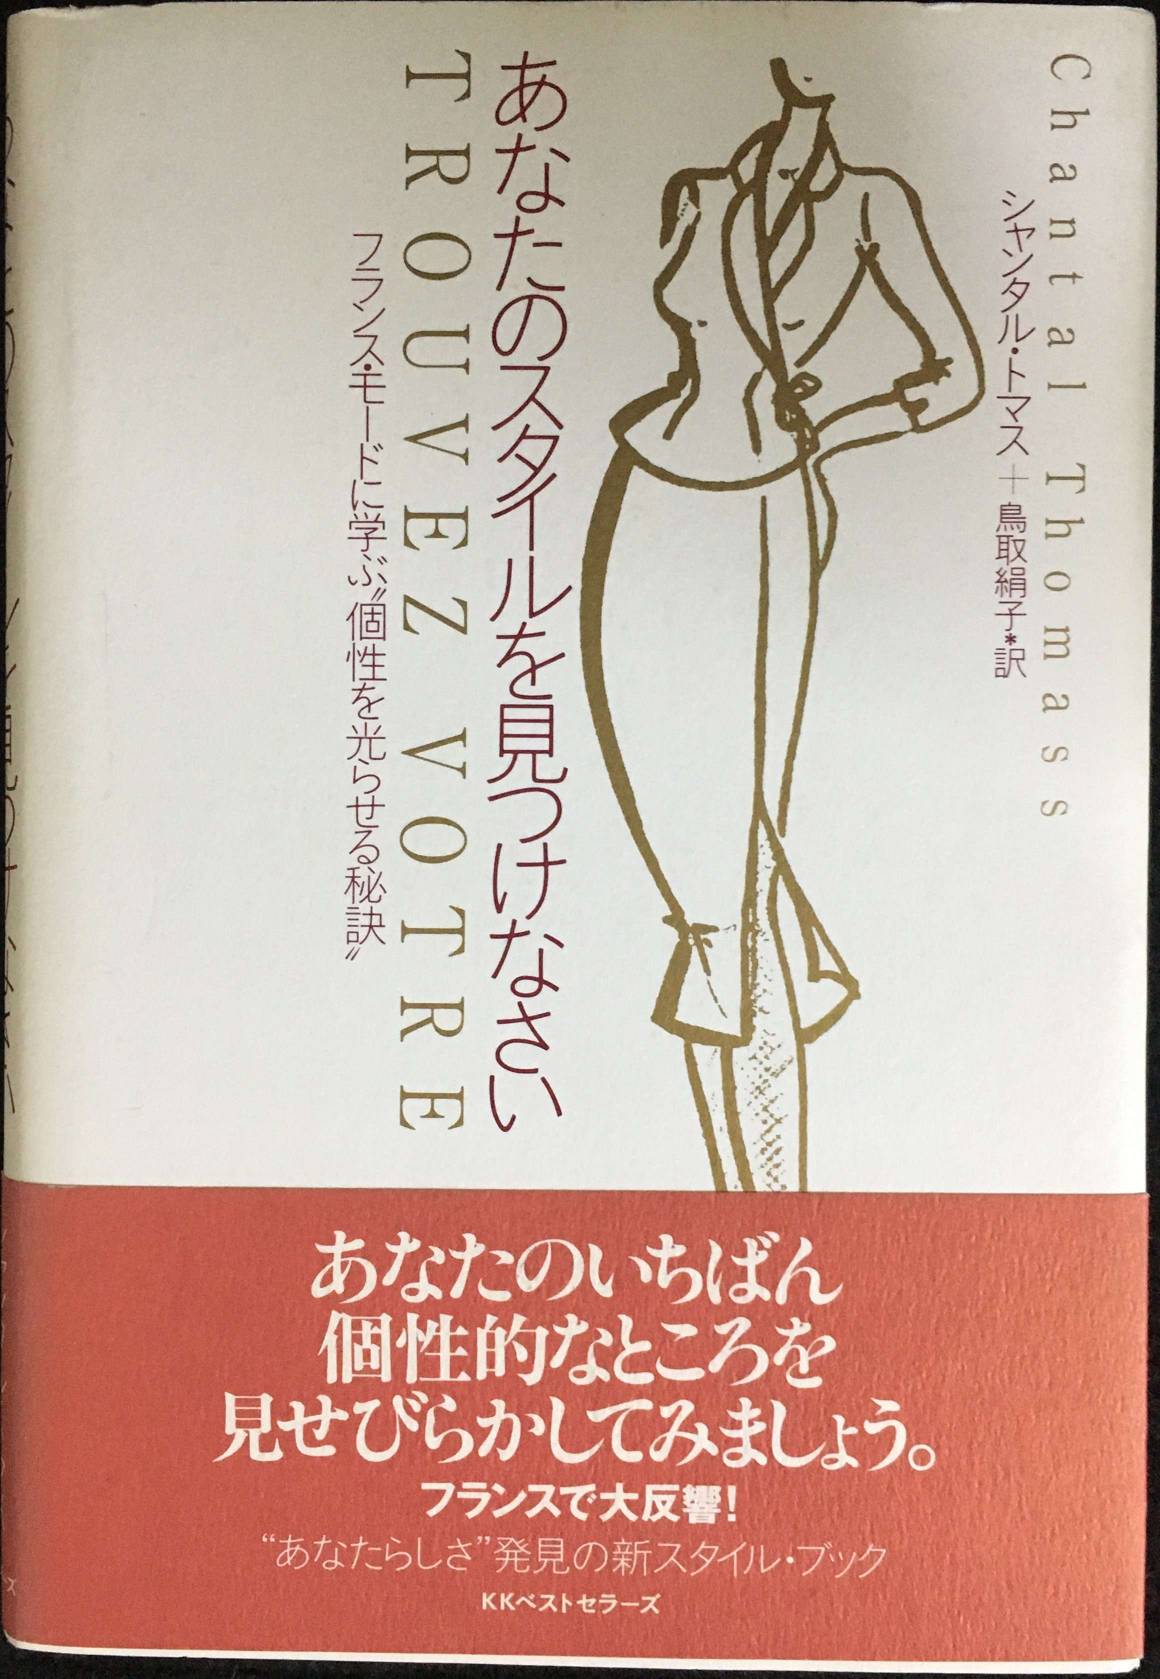 Chantal Thomass
シャンタル・トマス＋鳥取絹子*訳
あなたのスタイルを見つけなさい
TROUVEZ VOTRE
フランス・モードに学ぶ〝個性を光らせる秘訣〟
あなたのいちばん
個性的なところを
見せびらかしてみましょう。
フランスで大反響!
“あなたらしさ”発見の新スタイル・ブック
KKベストセラーズ